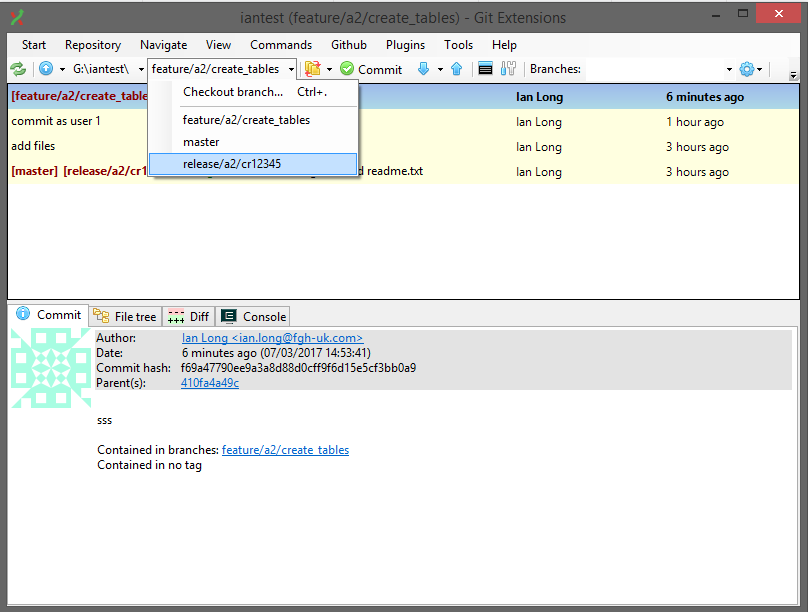 iantest (feature/a2/create_tables) - Git Extensions
Start Repository Navigate View Commands Github Plugins Tools Help
G:\iantest\ feature/a2/create_tables Commit Branches:
Checkout branch... Ctrl+.
feature/a2/create_tables
master
release/a2/cr12345
[feature/a2/create_table Ian Long 6 minutes ago
commit as user 1 Ian Long 1 hour ago
add files Ian Long 3 hours ago
[master] [release/a2/cr1 d readme.txt Ian Long 3 hours ago
Commit File tree Diff Console
Author: Ian Long <ian.long@fgh-uk.com>
Date: 6 minutes ago (07/03/2017 14:53:41)
Commit hash: f69a47790ee9a3a8d88d0cff9f6d15e5cf3bb0a9
Parent(s): 410fa4a49c
sss
Contained in branches: feature/a2/create_tables
Contained in no tag